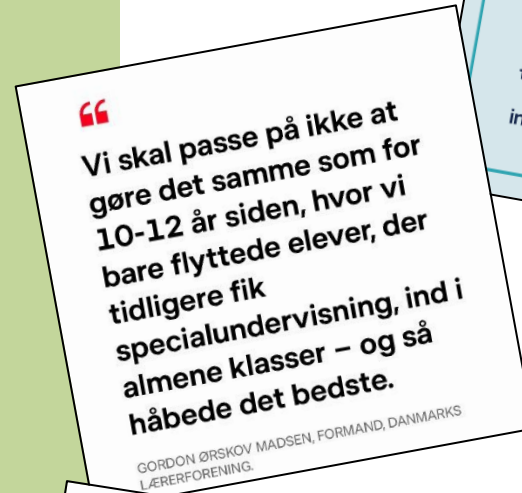 “
Vi skal passe på ikke at
gøre det samme som for
10-12 år siden, hvor vi
bare flyttede elever, der
tidligere fik
specialundervisning, ind i
almene klasser – og så
håbede det bedste.
GORDON ØRSKOV MADSEN, FORMAND, DANMARKS
LÆRERFORENING.